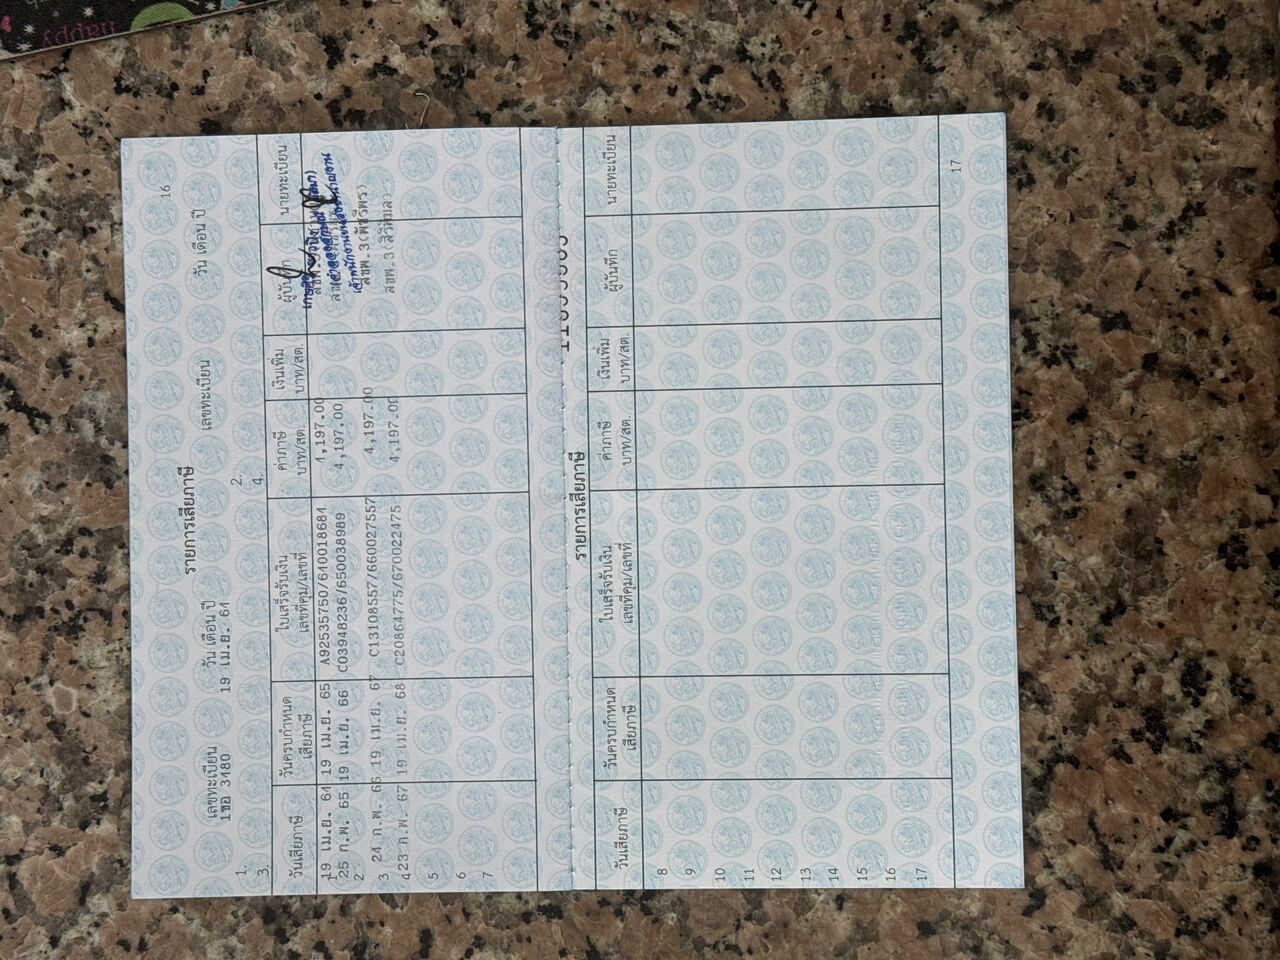 16
รายการเสียภาษี
เลขทะเบียน วัน เดือน ปี เลขทะเบียน วัน เดือน ปี
1ขอ 3480 19 เม.ย. 64
1. 2.
3. 4.
วันเสียภาษี วันครบกำหนดเสียภาษี ใบเสร็จรับเงิน เลขที่คุม/เลขที่ ค่าภาษี บาท/สต. เงินเพิ่ม บาท/สต. ผู้บันทึก นายทะเบียน
1 19 เม.ย. 64 19 เม.ย. 65 A92535750/640018684 4,197.00
2 25 ก.พ. 65 19 เม.ย. 66 C03948236/650038989 4,197.00
3 24 ก.พ. 66 19 เม.ย. 67 C13108557/660027557 4,197.00 สขพ.3(พัชรีพร)
4 23 ก.พ. 67 19 เม.ย. 68 C20864775/670022475 4,197.00 สขพ.3(สิริมล)
5
6
7
รายการเสียภาษี
วันเสียภาษี วันครบกำหนดเสียภาษี ใบเสร็จรับเงิน เลขที่คุม/เลขที่ ค่าภาษี บาท/สต. เงินเพิ่ม บาท/สต. ผู้บันทึก นายทะเบียน
8
9
10
11
12
13
14
15
16
17
17